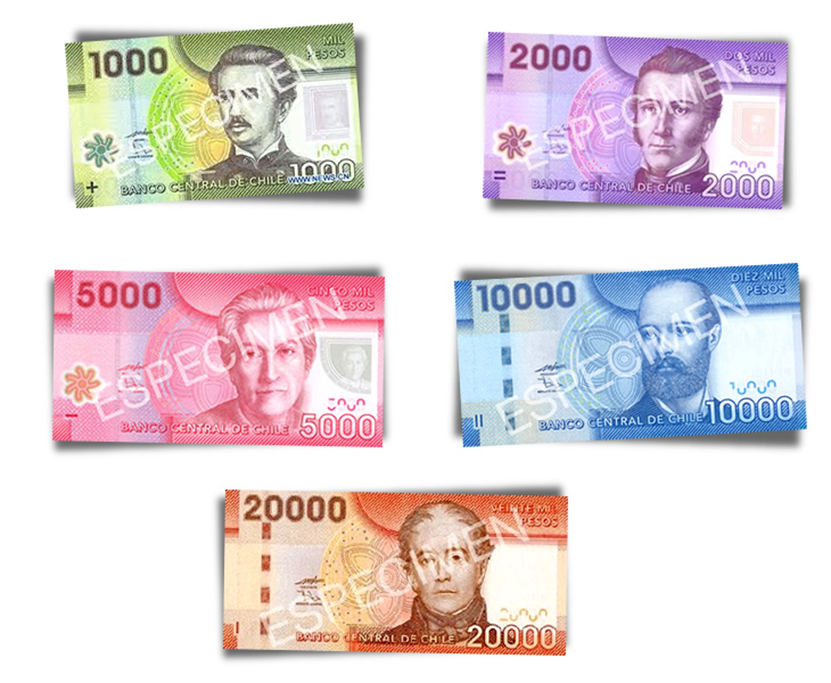 1000
MIL
PESOS
ESPECIMEN
+
BANCO CENTRAL DE CHILE
1000
WWW.NEWS.CN
2000
DOS MIL
PESOS
ESPECIMEN
=
BANCO CENTRAL DE CHILE
2000
5000
CINCO MIL
PESOS
ESPECIMEN
BANCO CENTRAL DE CHILE
5000
10000
DIEZ MIL
PESOS
ESPECIMEN
BANCO CENTRAL DE CHILE
10000
20000
VEINTE MIL
PESOS
ESPECIMEN
BANCO CENTRAL DE CHILE
20000